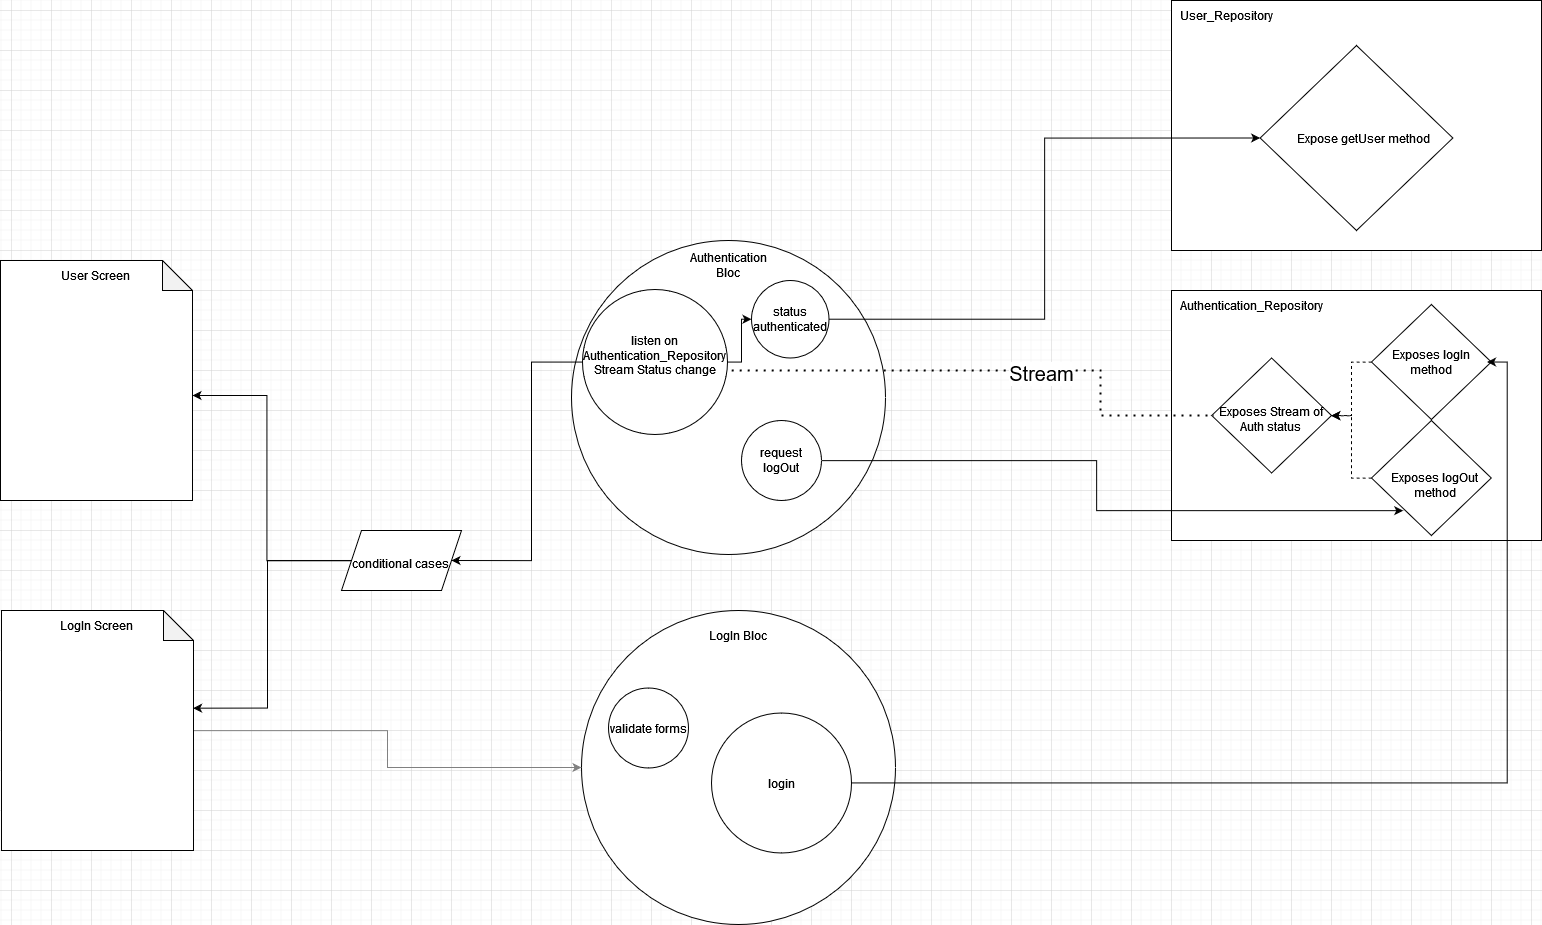 User_Repository
Expose getUser method
Authentication
Bloc
User Screen
status
authenticated
Authentication_Repository
listen on
Authentication_Repository
Stream Status change
Exposes logIn
method
Stream
Exposes Stream of
Auth status
request
logOut
Exposes logOut
method
conditional cases
LogIn Screen
LogIn Bloc
validate forms
login